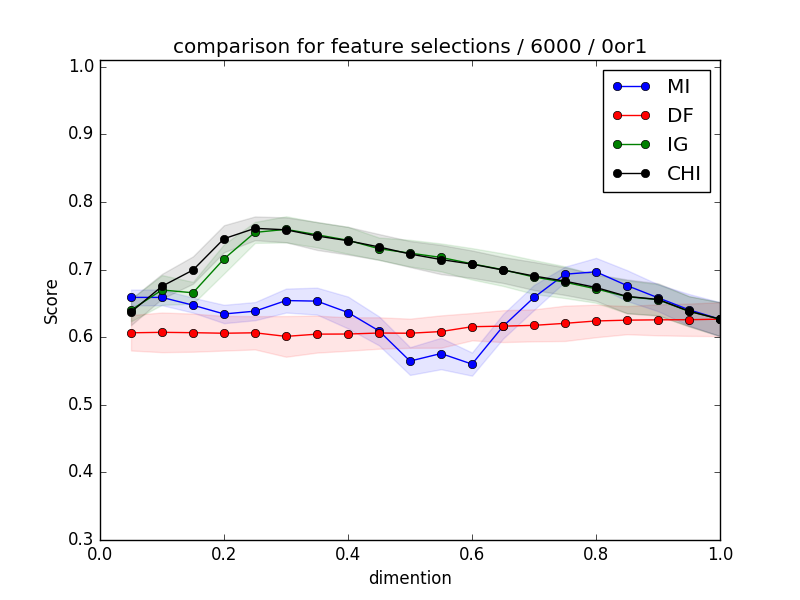 comparison for feature selections / 6000 / 0or1
MI
DF
IG
CHI
1.0
0.9
0.8
0.7
0.6
0.5
0.4
0.3
Score
0.0 0.2 0.4 0.6 0.8 1.0
dimention